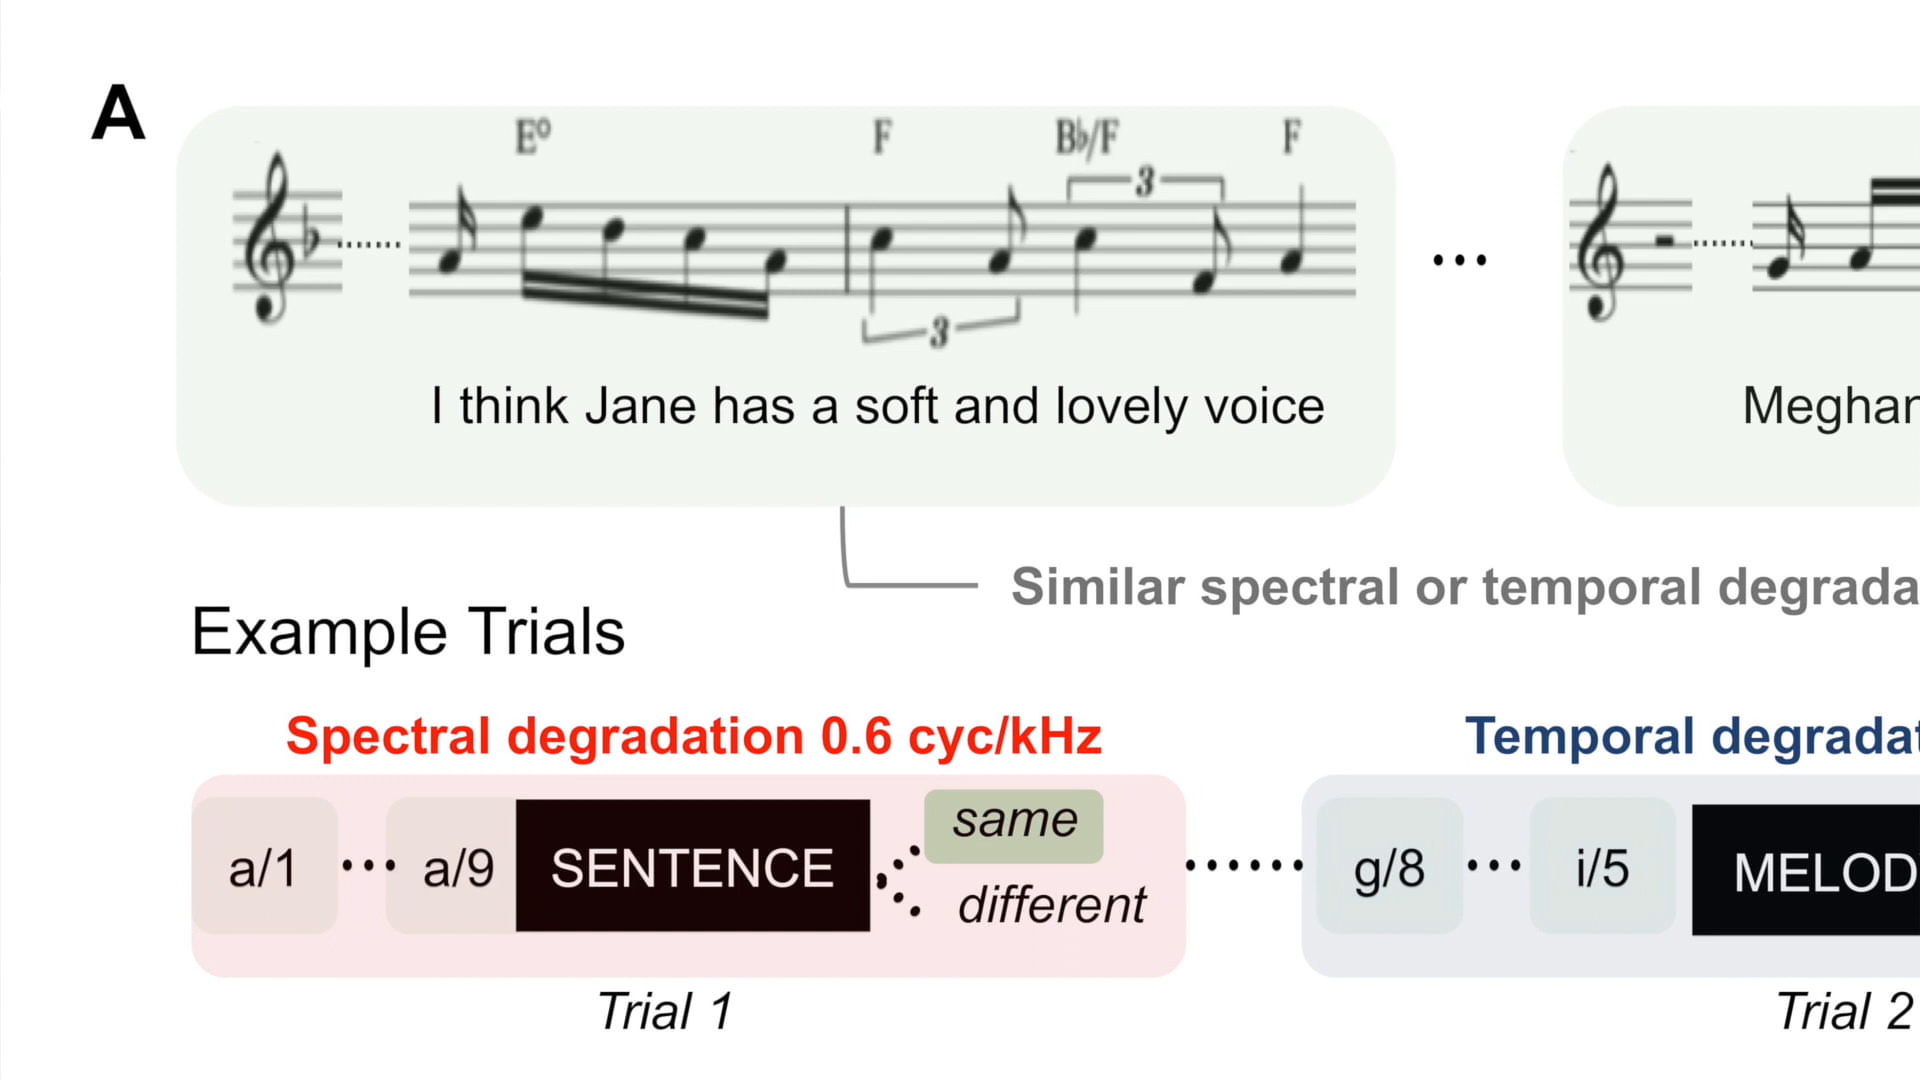 A
E° F B♭/F F
3
3
I think Jane has a soft and lovely voice
...
Similar spectral or temporal degrada
Example Trials
Spectral degradation 0.6 cyc/kHz
Temporal degradat
a/1 ... a/9 SENTENCE same
different
g/8 ... i/5 MELOD
Trial 1
Trial 2